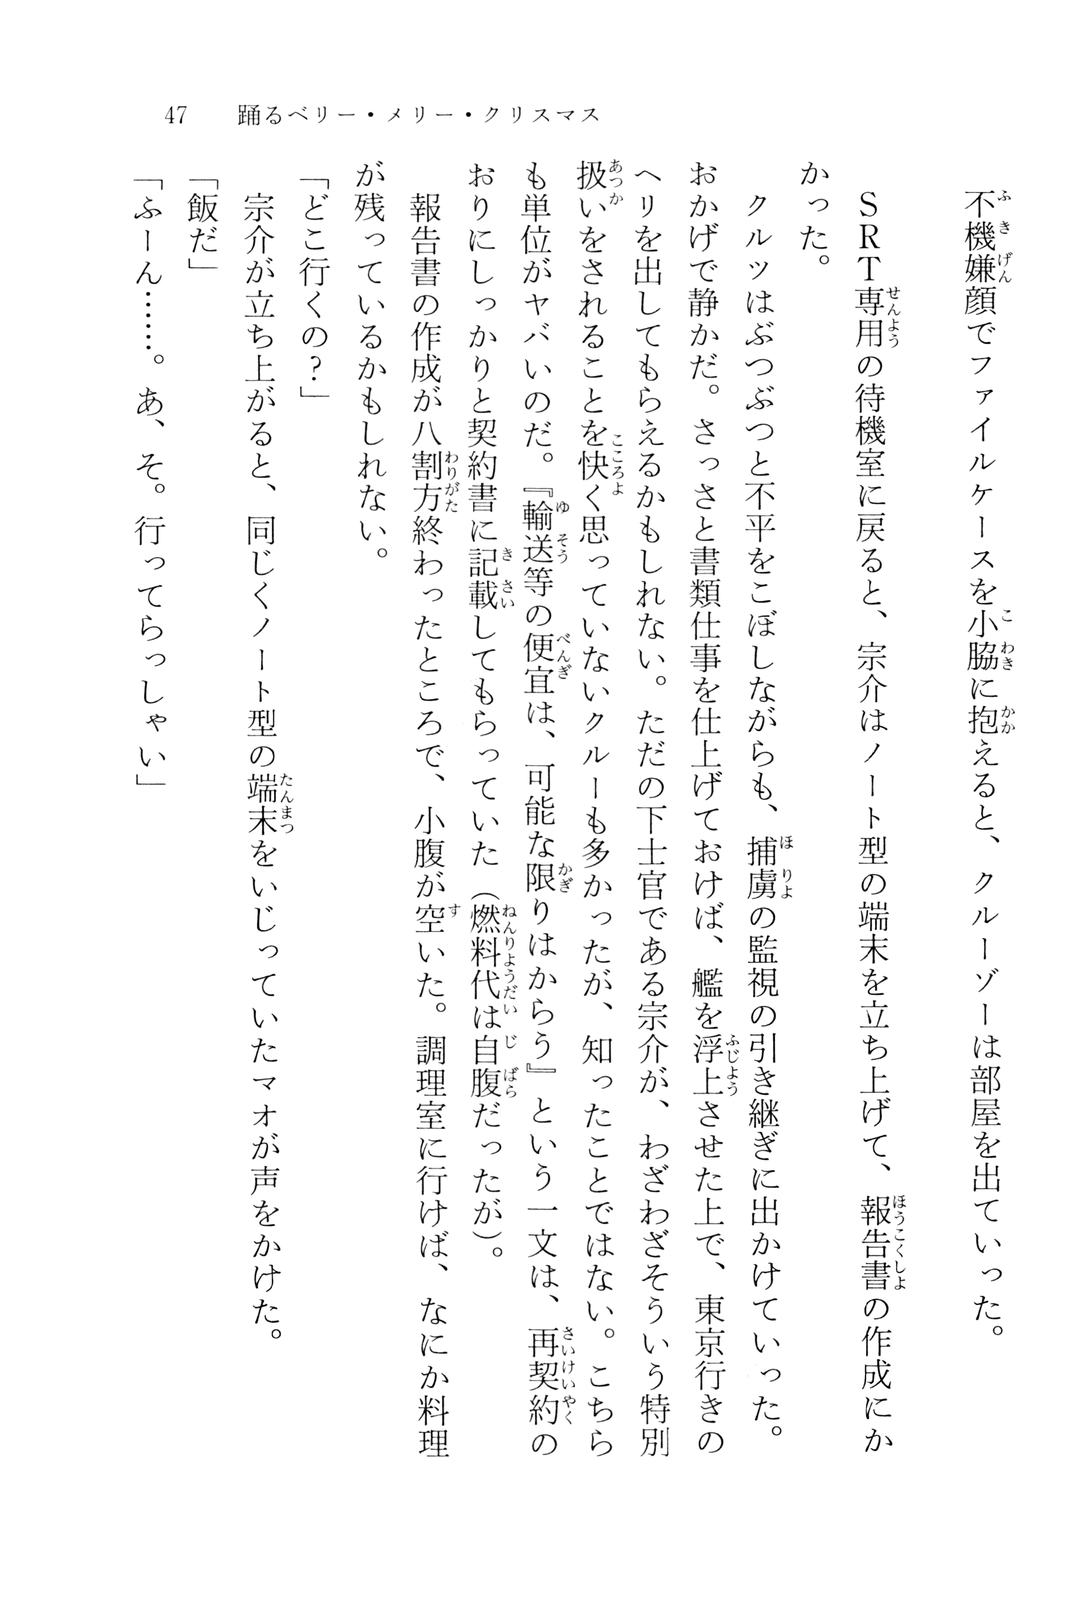 47　踊るベリー・メリー・クリスマス
不機嫌顔でファイルケースを小脇に抱えると、クルーゾーは部屋を出ていった。
ＳＲＴ専用の待機室に戻ると、宗介はノート型の端末を立ち上げて、報告書の作成にか
かった。
クルツはぶつぶつと不平をこぼしながらも、捕虜の監視の引き継ぎに出かけていった。
おかげで静かだ。さっさと書類仕事を仕上げておけば、艦を浮上させた上で、東京行きの
ヘリを出してもらえるかもしれない。ただの下士官である宗介が、わざわざそういう特別
扱いをされることを快く思っていないクルーも多かったが、知ったことではない。こちら
も単位がヤバいのだ。『輸送等の便宜は、可能な限りはからう』という一文は、再契約の
おりにしっかりと契約書に記載してもらっていた（燃料代は自腹だったが）。
報告書の作成が八割方終わったところで、小腹が空いた。調理室に行けば、なにか料理
が残っているかもしれない。
「どこ行くの？」
宗介が立ち上がると、同じくノート型の端末をいじっていたマオが声をかけた。
「飯だ」
「ふーん……。あ、そ。行ってらっしゃい」